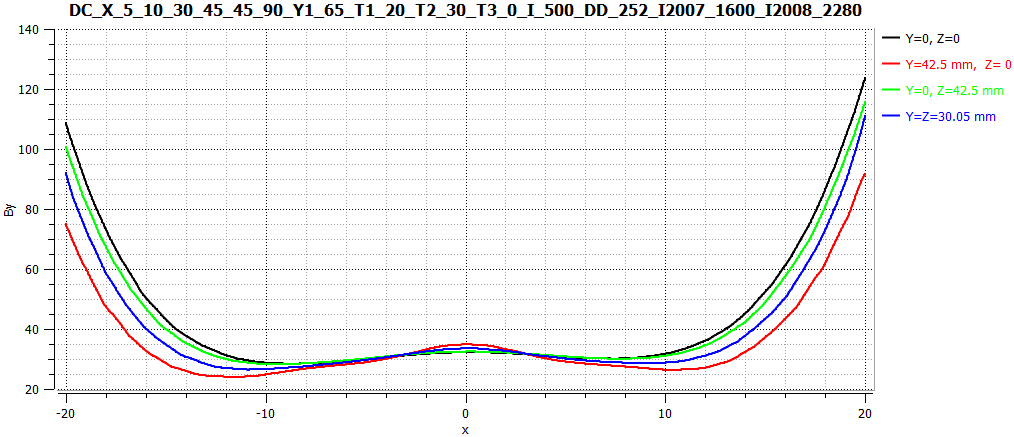 DC_X_5_10_30_45_45_90_Y1_65_T1_20_T2_30_T3_0_I_500_DD_252_I2007_1600_I2008_2280
140
120
100
80
60
40
20
By
-20
-10
0
10
20
x
Y=0, Z=0
Y=42.5 mm, Z= 0
Y=0, Z=42.5 mm
Y=Z=30.05 mm